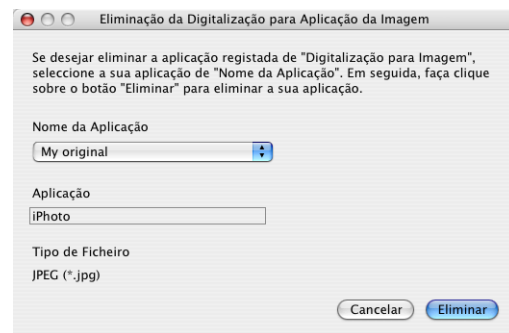 Eliminação da Digitalização para Aplicação da Imagem
Se desejar eliminar a aplicação registada de "Digitalização para Imagem",
seleccione a sua aplicação de "Nome da Aplicação". Em seguida, faça clique
sobre o botão "Eliminar" para eliminar a sua aplicação.
Nome da Aplicação
My original
Aplicação
iPhoto
Tipo de Ficheiro
JPEG (*.jpg)
Cancelar Eliminar